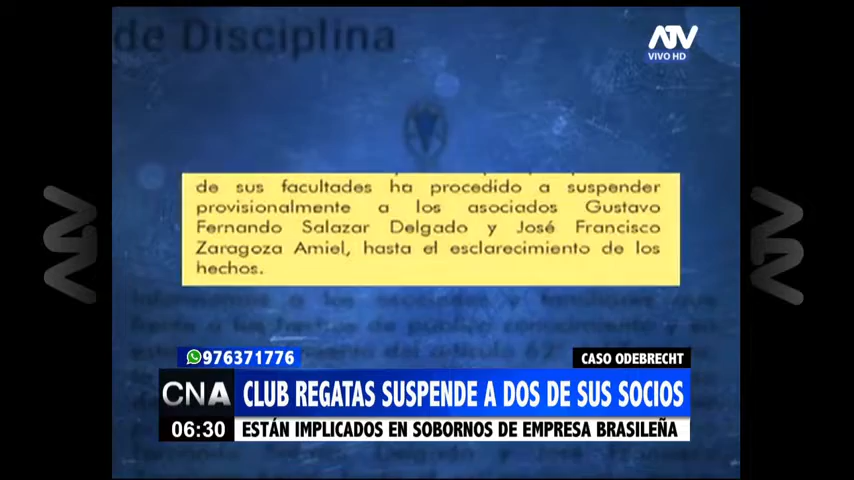 de Disciplina
ATV
VIVO HD
de sus facultades ha procedido a suspender
provisionalmente a los asociados Gustavo
Fernando Salazar Delgado y José Francisco
Zaragoza Amiel, hasta el esclarecimiento de los
hechos.
976371776
CASO ODEBRECHT
CNA
CLUB REGATAS SUSPENDE A DOS DE SUS SOCIOS
06:30
ESTÁN IMPLICADOS EN SOBORNOS DE EMPRESA BRASILEÑA